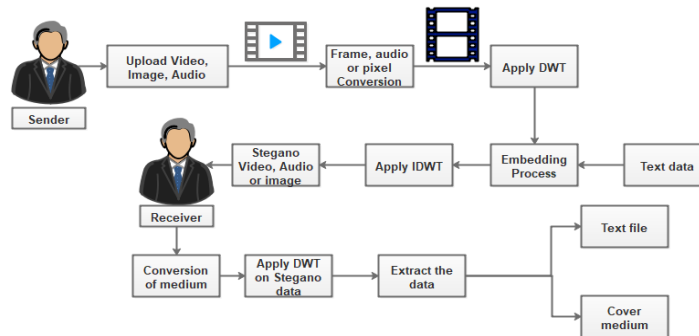 Upload Video,
Image, Audio
Frame, audio
or pixel
Conversion
Apply DWT
Sender
Stegano
Video, Audio
or image
Apply IDWT
Embedding
Process
Text data
Receiver
Conversion
of medium
Apply DWT
on Stegano
data
Extract the
data
Text file
Cover
medium